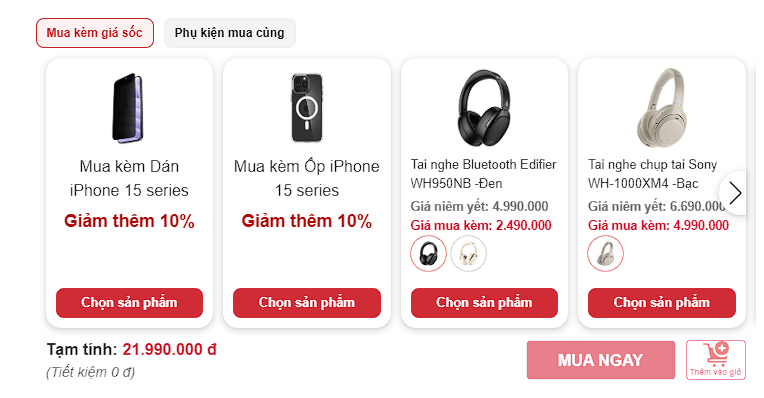 Mua kèm giá sốc
Phụ kiện mua cùng
Mua kèm Dán
iPhone 15 series
Giảm thêm 10%
Chọn sản phẩm
Mua kèm Ốp iPhone
15 series
Giảm thêm 10%
Chọn sản phẩm
Tai nghe Bluetooth Edifier
WH950NB -Đen
Giá niêm yết: 4.990.000
Giá mua kèm: 2.490.000
Chọn sản phẩm
Tai nghe chụp tai Sony
WH-1000XM4 -Bạc
Giá niêm yết: 6.690.000
Giá mua kèm: 4.990.000
Chọn sản phẩm
Tạm tính: 21.990.000 đ
(Tiết kiệm 0 đ)
MUA NGAY
Thêm vào giỏ